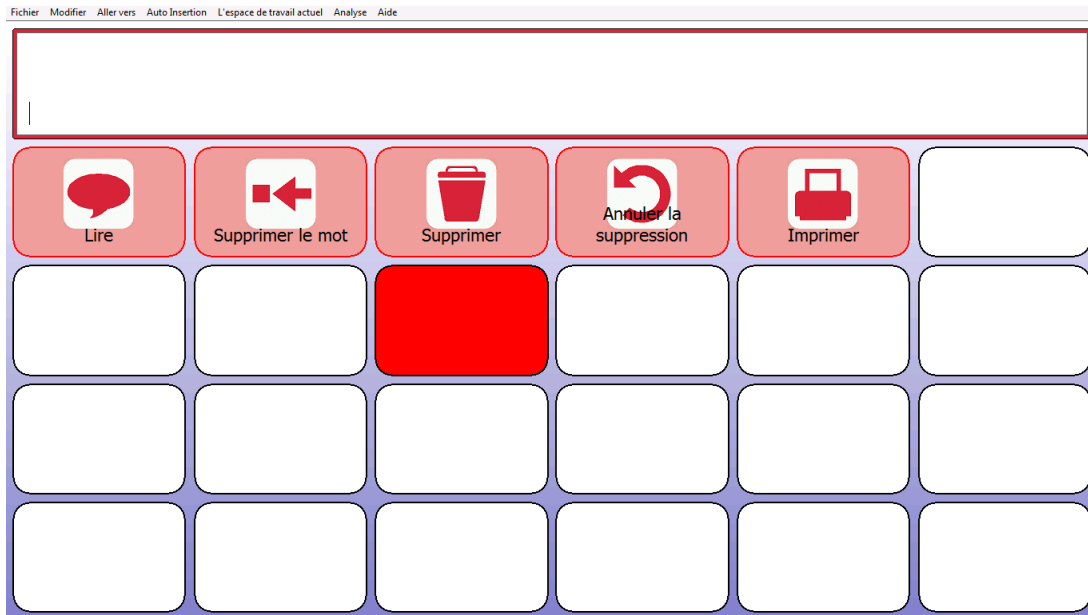 Fichier Modifier Aller vers Auto Insertion L'espace de travail actuel Analyse Aide
Lire
Supprimer le mot
Supprimer
Annuler la
suppression
Imprimer